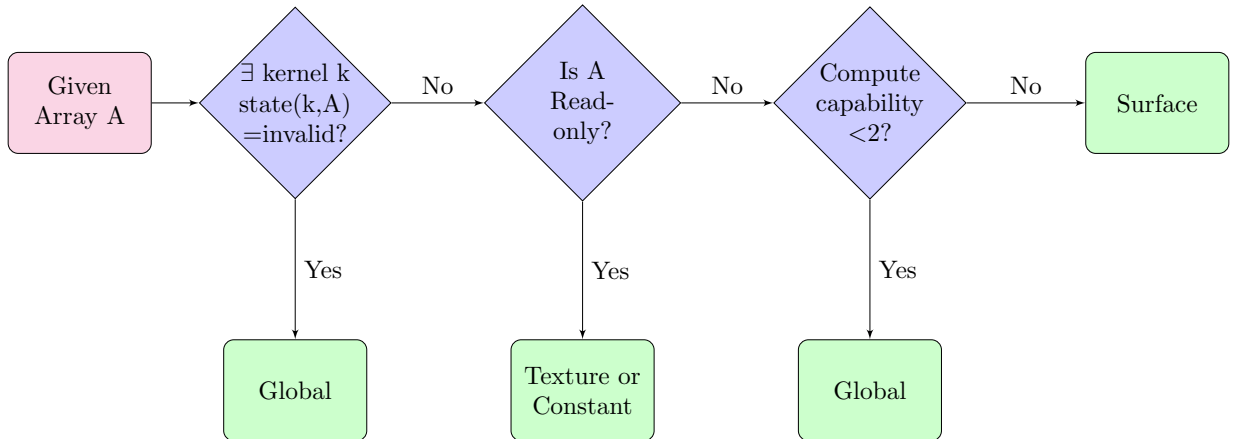 Given
Array A
∃ kernel k
state(k,A)
=invalid?
No
Is A
Read-
only?
No
Compute
capability
<2?
No
Surface
Yes
Yes
Yes
Global
Texture or
Constant
Global